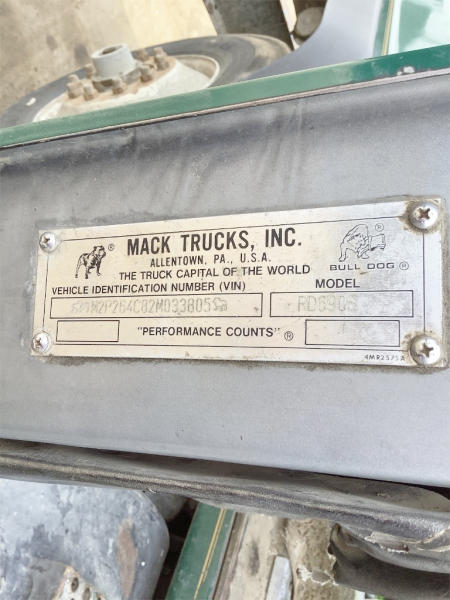 MACK TRUCKS, INC.
ALLENTOWN, PA., U.S.A.
THE TRUCK CAPITAL OF THE WORLD
BULL DOG®
VEHICLE IDENTIFICATION NUMBER (VIN)
MODEL
"PERFORMANCE COUNTS"®
4MR2575A